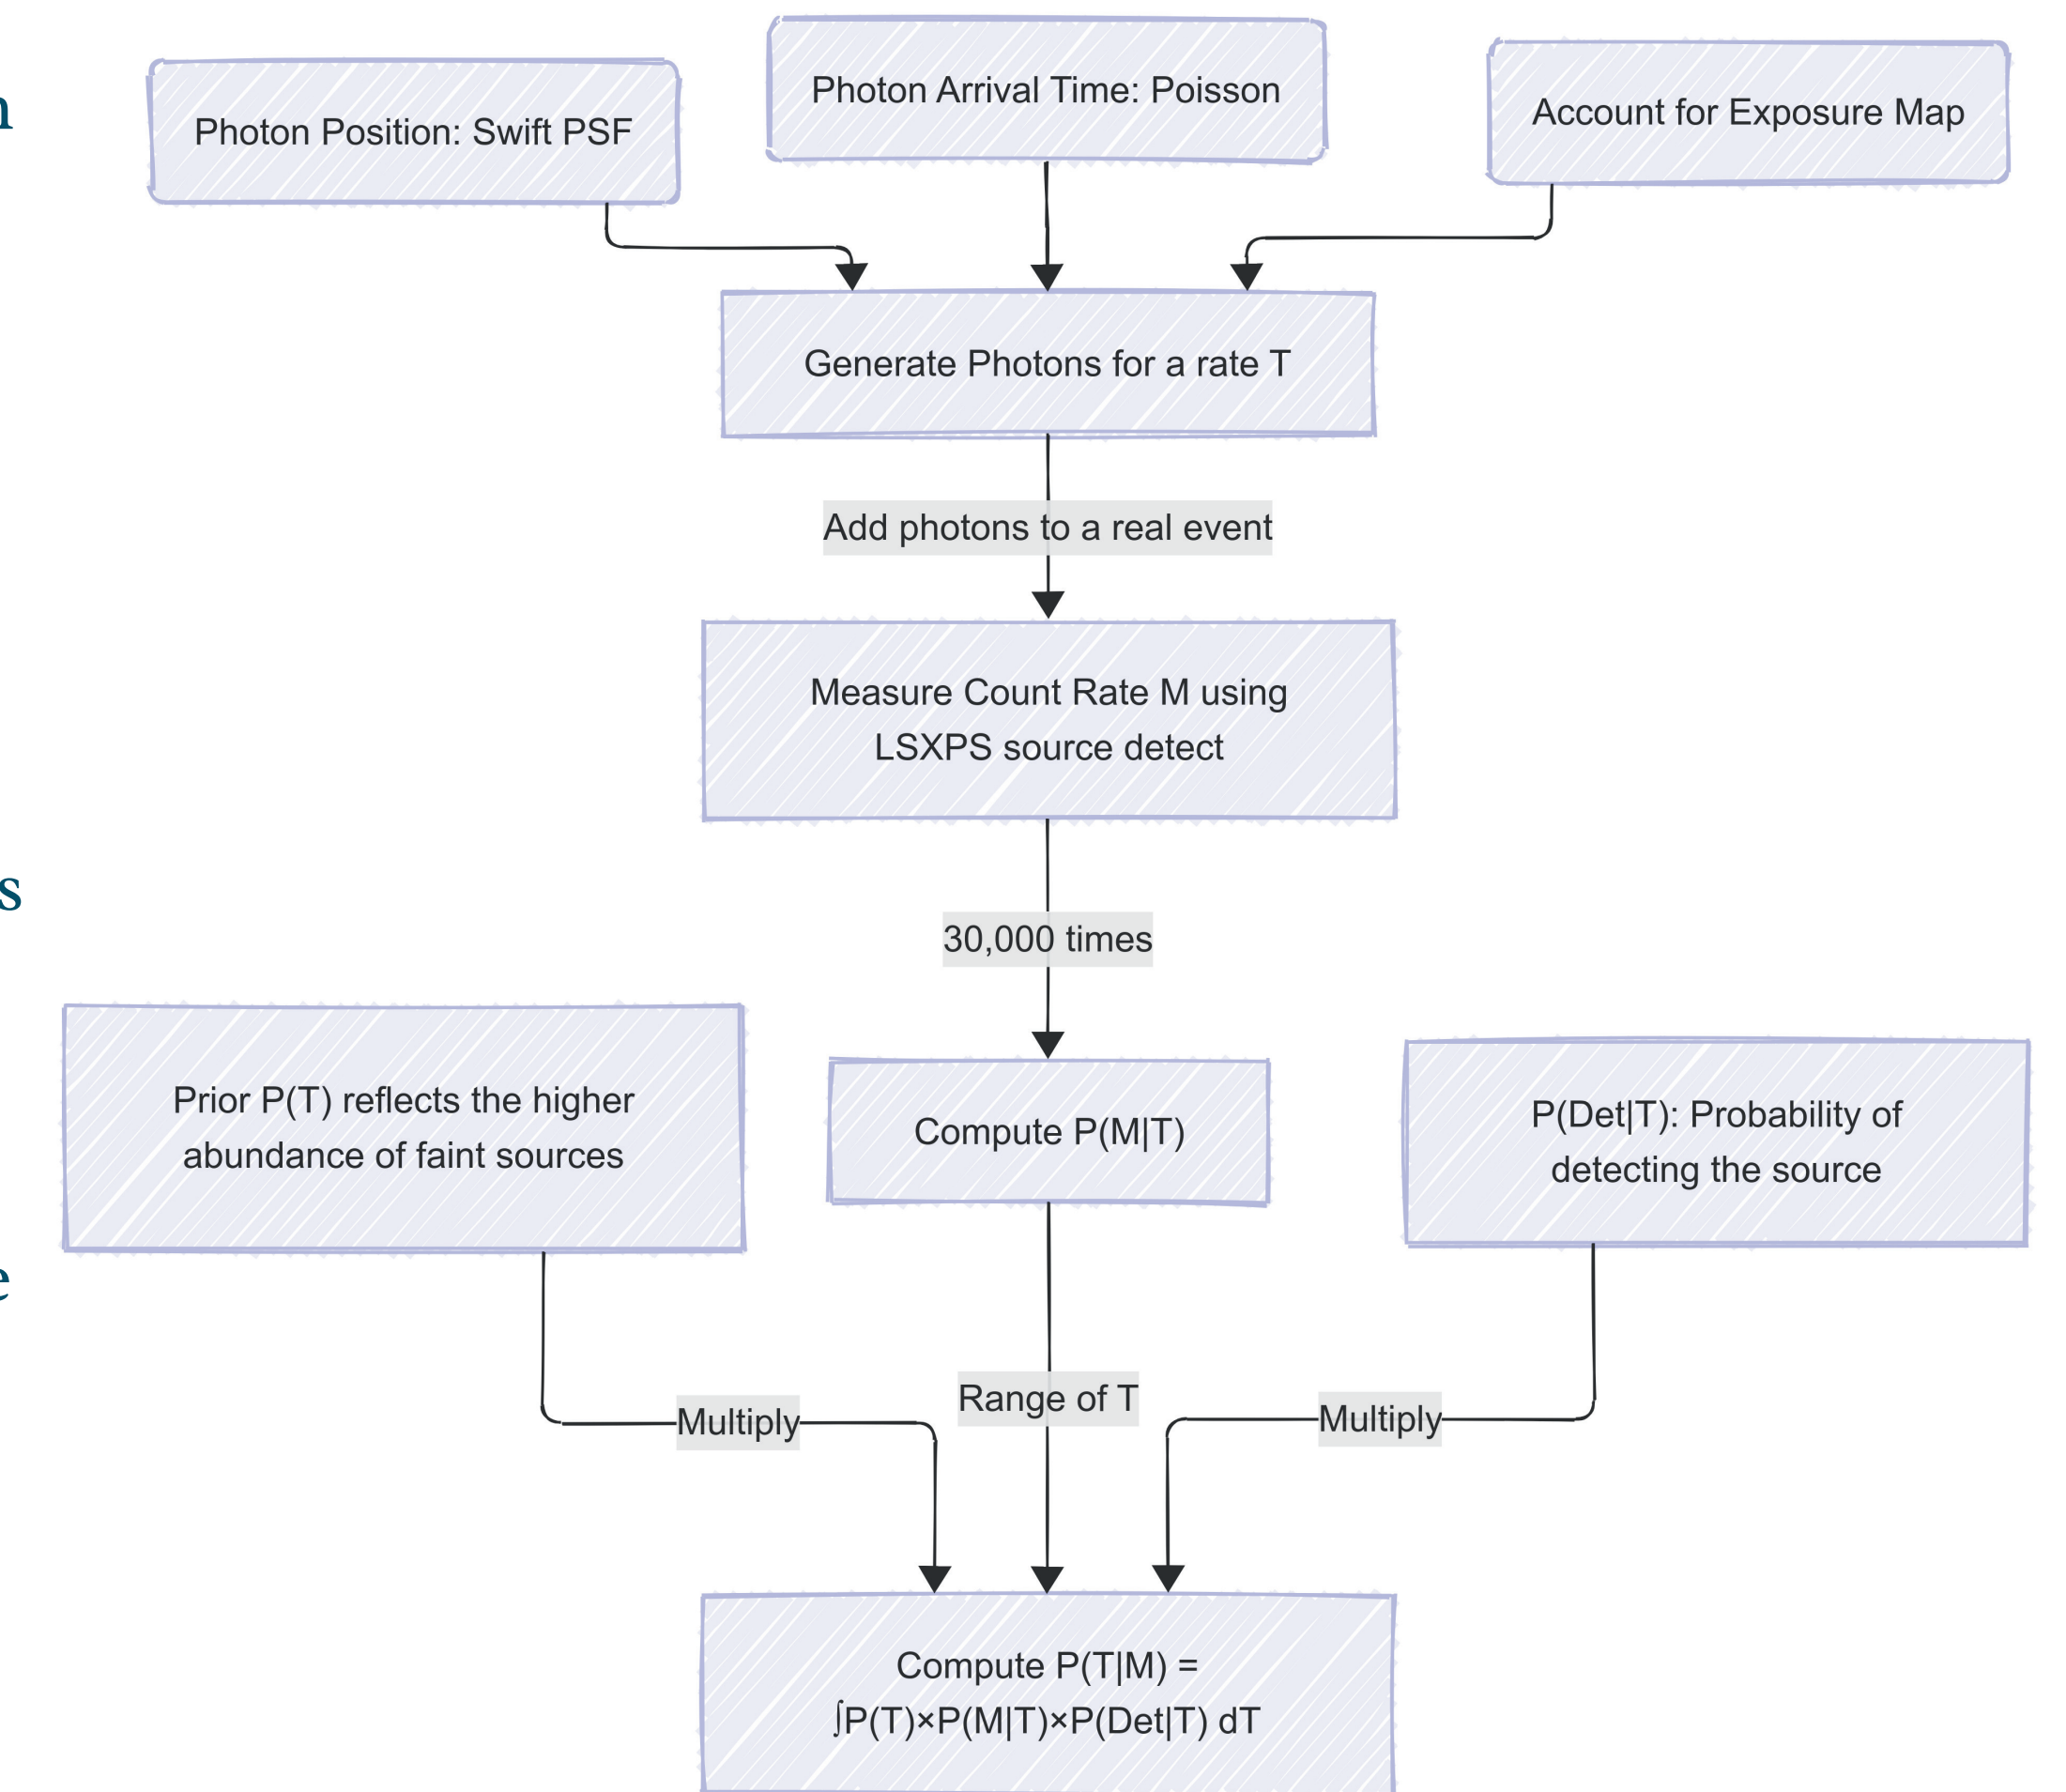 Photon Position: Swift PSF
Photon Arrival Time: Poisson
Account for Exposure Map
Generate Photons for a rate T
Add photons to a real event
Measure Count Rate M using
LSXPS source detect
30,000 times
Prior P(T) reflects the higher
abundance of faint sources
Compute P(M|T)
P(Det|T): Probability of
detecting the source
Multiply
Range of T
Multiply
Compute P(T|M) =
∫P(T)×P(M|T)×P(Det|T) dT